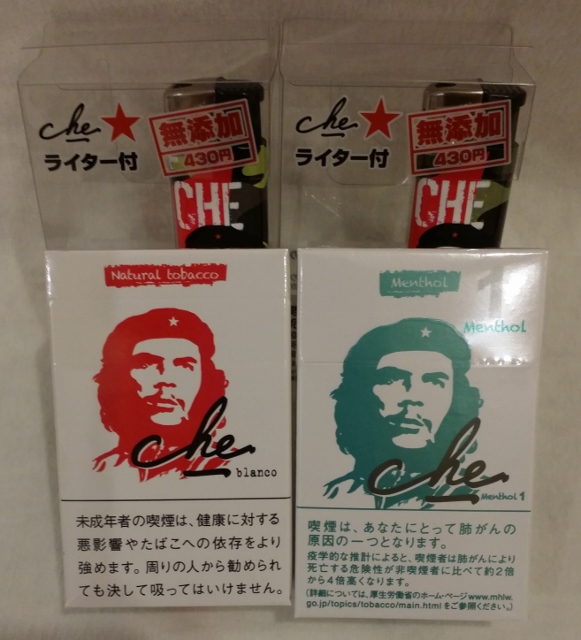 che
無添加
430円
ライター付
CHE
che
無添加
430円
ライター付
CHE
Natural tobacco
che
blanco
未成年者の喫煙は、健康に対する
悪影響やたばこへの依存をより
強めます。周りの人から勧められ
ても決して吸ってはいけません。
Menthol
1
Menthol
che
Menthol 1
喫煙は、あなたにとって肺がんの
原因の一つとなります。
疫学的な推計によると、喫煙者は肺がんにより
死亡する危険性が非喫煙者に比べて約2倍
から4倍高くなります。
(詳細については、厚生労働省のホーム・ページwww.mhlw.
go.jp/topics/tobacco/main.htmlをご参照ください。)